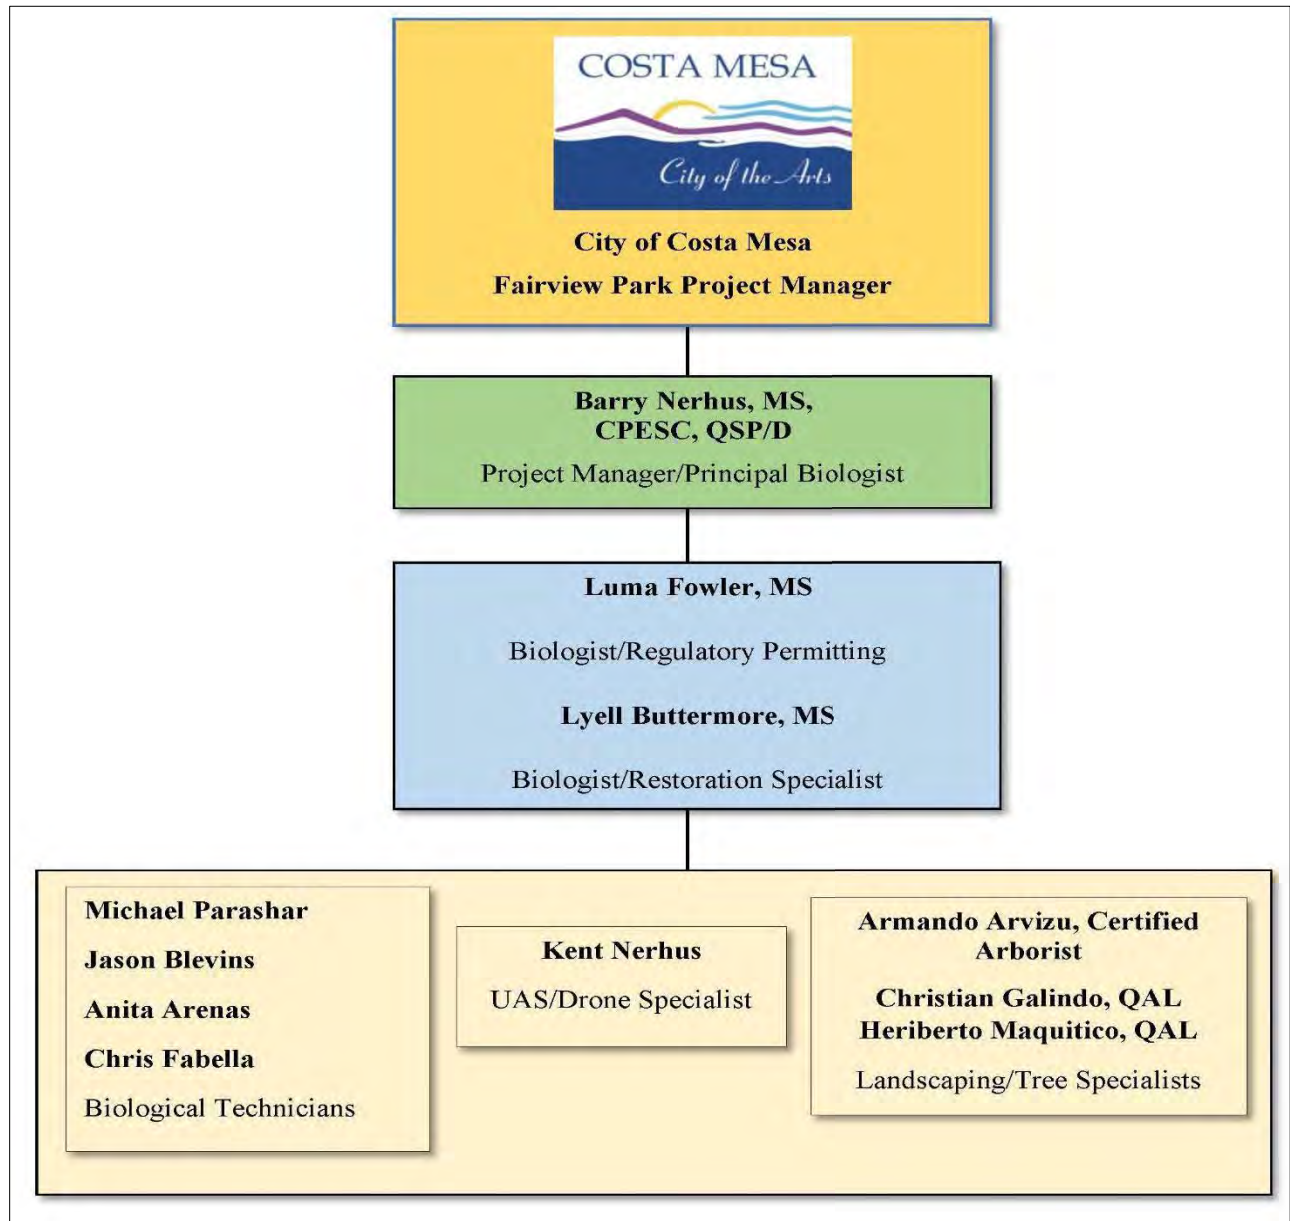 COSTA MESA
City of the Arts
City of Costa Mesa
Fairview Park Project Manager
Barry Nerhus, MS,
CPESC, QSP/D
Project Manager/Principal Biologist
Luma Fowler, MS
Biologist/Regulatory Permitting
Lyell Buttermore, MS
Biologist/Restoration Specialist
Michael Parashar
Jason Blevins
Anita Arenas
Chris Fabella
Biological Technicians
Kent Nerhus
UAS/Drone Specialist
Armando Arvizu, Certified
Arborist
Christian Galindo, QAL
Heriberto Maquitico, QAL
Landscaping/Tree Specialists